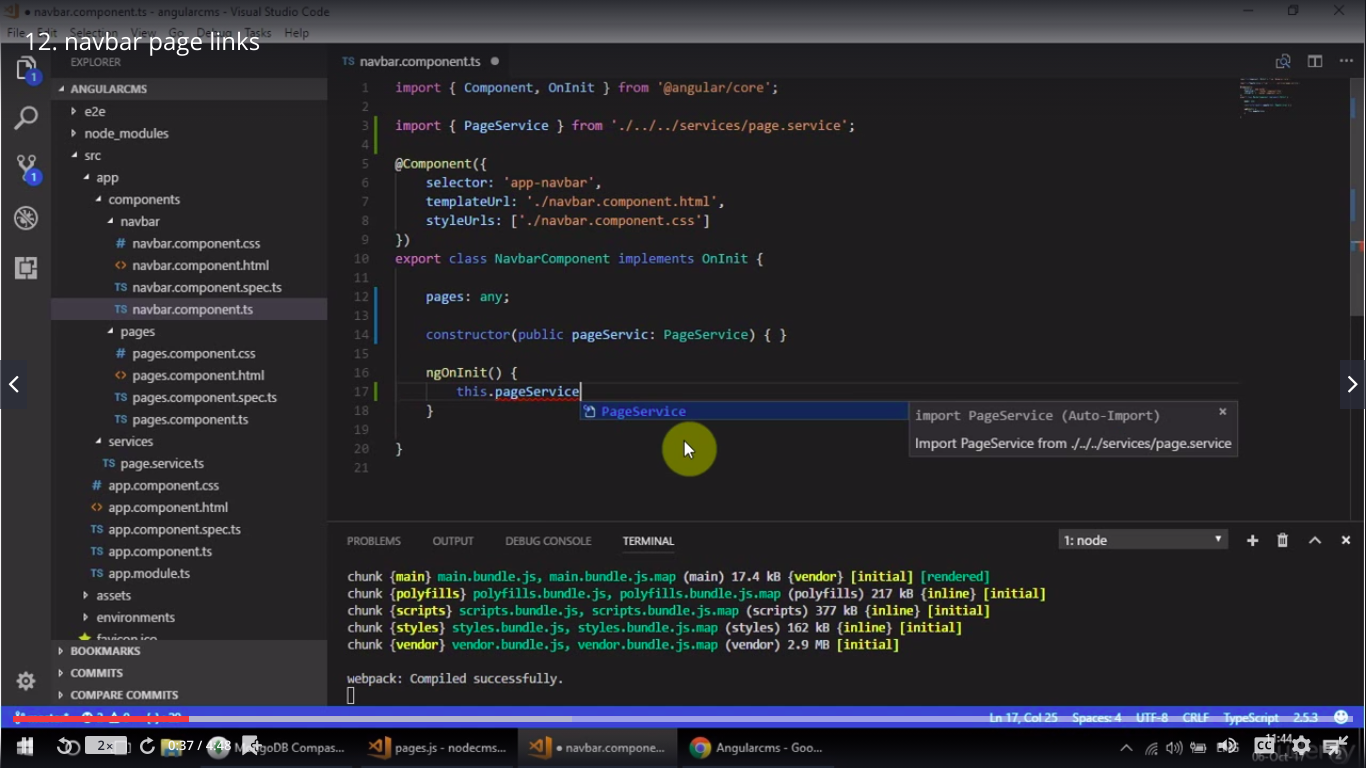 navbar.component.ts - angularcms - Visual Studio Code
File Edit Selection View Go Debug Tasks Help
12. navbar page links
EXPLORER
ANGULARCMS
e2e
node_modules
src
app
components
navbar
navbar.component.css
navbar.component.html
navbar.component.spec.ts
navbar.component.ts
pages
pages.component.css
pages.component.html
pages.component.spec.ts
pages.component.ts
services
page.service.ts
app.component.css
app.component.html
app.component.spec.ts
app.component.ts
app.module.ts
assets
environments
favicon.ico
BOOKMARKS
COMMITS
COMPARE COMMITS
TS navbar.component.ts
1 import { Component, OnInit } from '@angular/core';
2
3 import { PageService } from './../../services/page.service';
4
5 @Component({
6 selector: 'app-navbar',
7 templateUrl: './navbar.component.html',
8 styleUrls: ['./navbar.component.css']
9 })
10 export class NavbarComponent implements OnInit {
11
12 pages: any;
13
14 constructor(public pageServic: PageService) { }
15
16 ngOnInit() {
17 this.pageService
18 }
19
20 }
21
PageService
import PageService (Auto-Import) ×
Import PageService from ./../../services/page.service
PROBLEMS OUTPUT DEBUG CONSOLE TERMINAL
1: node
chunk {main} main.bundle.js, main.bundle.js.map (main) 17.4 kB {vendor} [initial] [rendered]
chunk {polyfills} polyfills.bundle.js, polyfills.bundle.js.map (polyfills) 217 kB {inline} [initial]
chunk {scripts} scripts.bundle.js, scripts.bundle.js.map (scripts) 377 kB {inline} [initial]
chunk {styles} styles.bundle.js, styles.bundle.js.map (styles) 162 kB {inline} [initial]
chunk {vendor} vendor.bundle.js, vendor.bundle.js.map (vendor) 2.9 MB [initial]
webpack: Compiled successfully.
Ln 17, Col 25 Spaces: 4 UTF-8 CRLF TypeScript 2.5.3
2× 0:37 / 4:48
MongoDB Compas...
pages.js - nodecms...
• navbar.compone...
Angularcms - Goo...
11:44
06-Oct-17